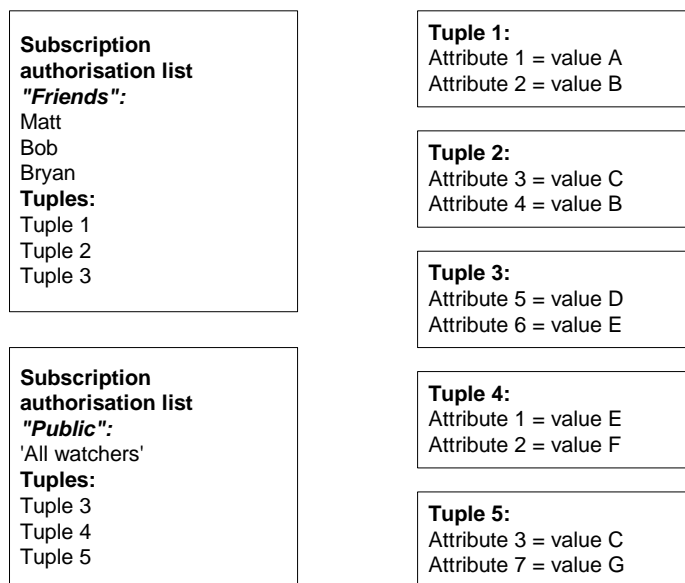 Subscription
authorisation list
"Friends":
Matt
Bob
Bryan
Tuples:
Tuple 1
Tuple 2
Tuple 3
Subscription
authorisation list
"Public":
'All watchers'
Tuples:
Tuple 3
Tuple 4
Tuple 5
Tuple 1:
Attribute 1 = value A
Attribute 2 = value B
Tuple 2:
Attribute 3 = value C
Attribute 4 = value B
Tuple 3:
Attribute 5 = value D
Attribute 6 = value E
Tuple 4:
Attribute 1 = value E
Attribute 2 = value F
Tuple 5:
Attribute 3 = value C
Attribute 7 = value G